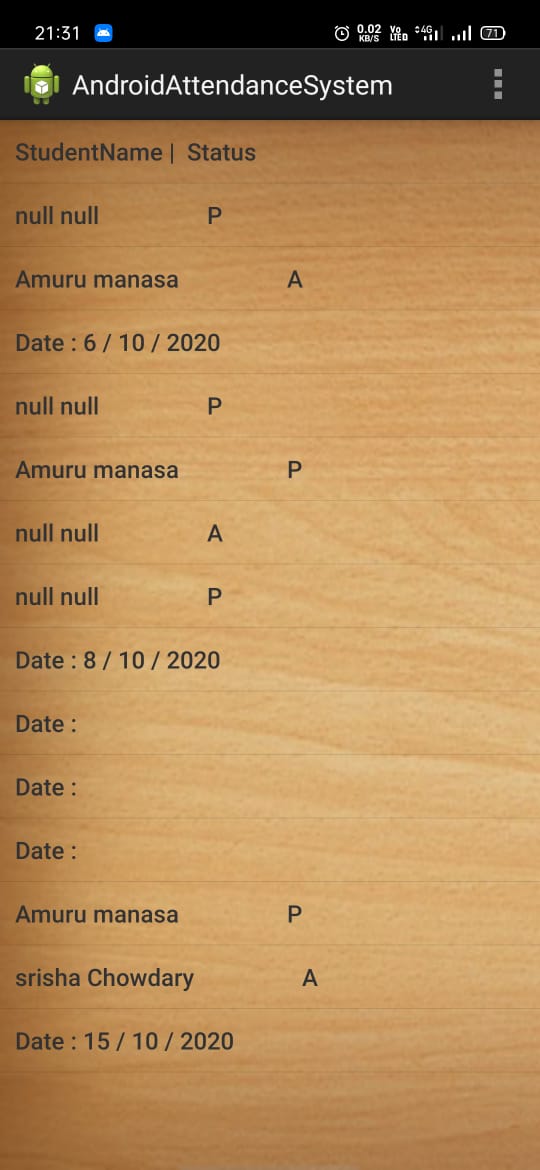 21:31 0.02 KB/S Vo LTED 4G 71
AndroidAttendanceSystem
StudentName | Status
null null P
Amuru manasa A
Date : 6 / 10 / 2020
null null P
Amuru manasa P
null null A
null null P
Date : 8 / 10 / 2020
Date :
Date :
Date :
Amuru manasa P
srisha Chowdary A
Date : 15 / 10 / 2020